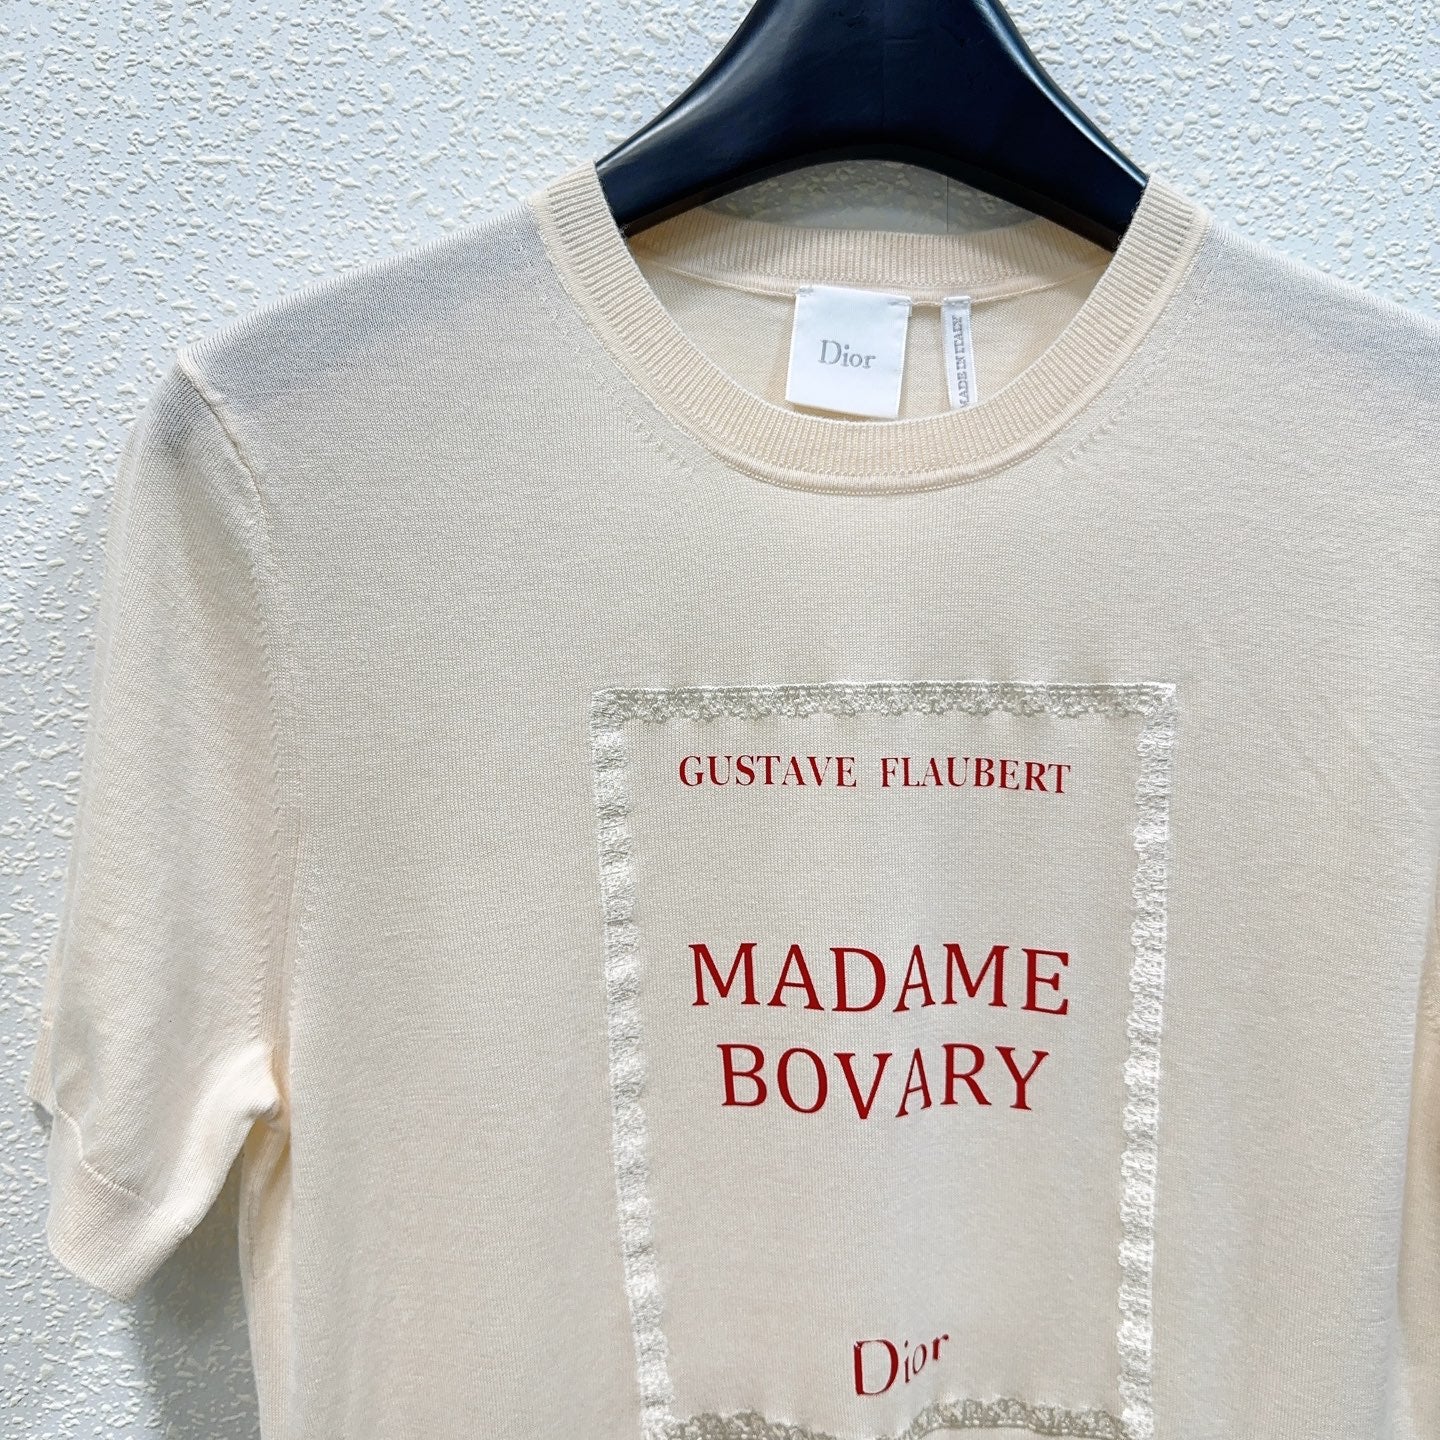 Dior
MADE IN ITALY
GUSTAVE FLAUBERT
MADAME
BOVARY
Dior